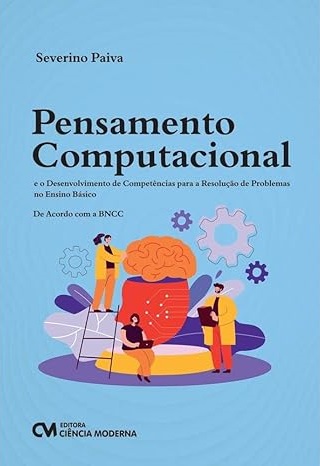 Severino Paiva
Pensamento
Computacional
e o Desenvolvimento de Competências para a Resolução de Problemas
no Ensino Básico
De Acordo com a BNCC
CM EDITORA
CIÊNCIA MODERNA